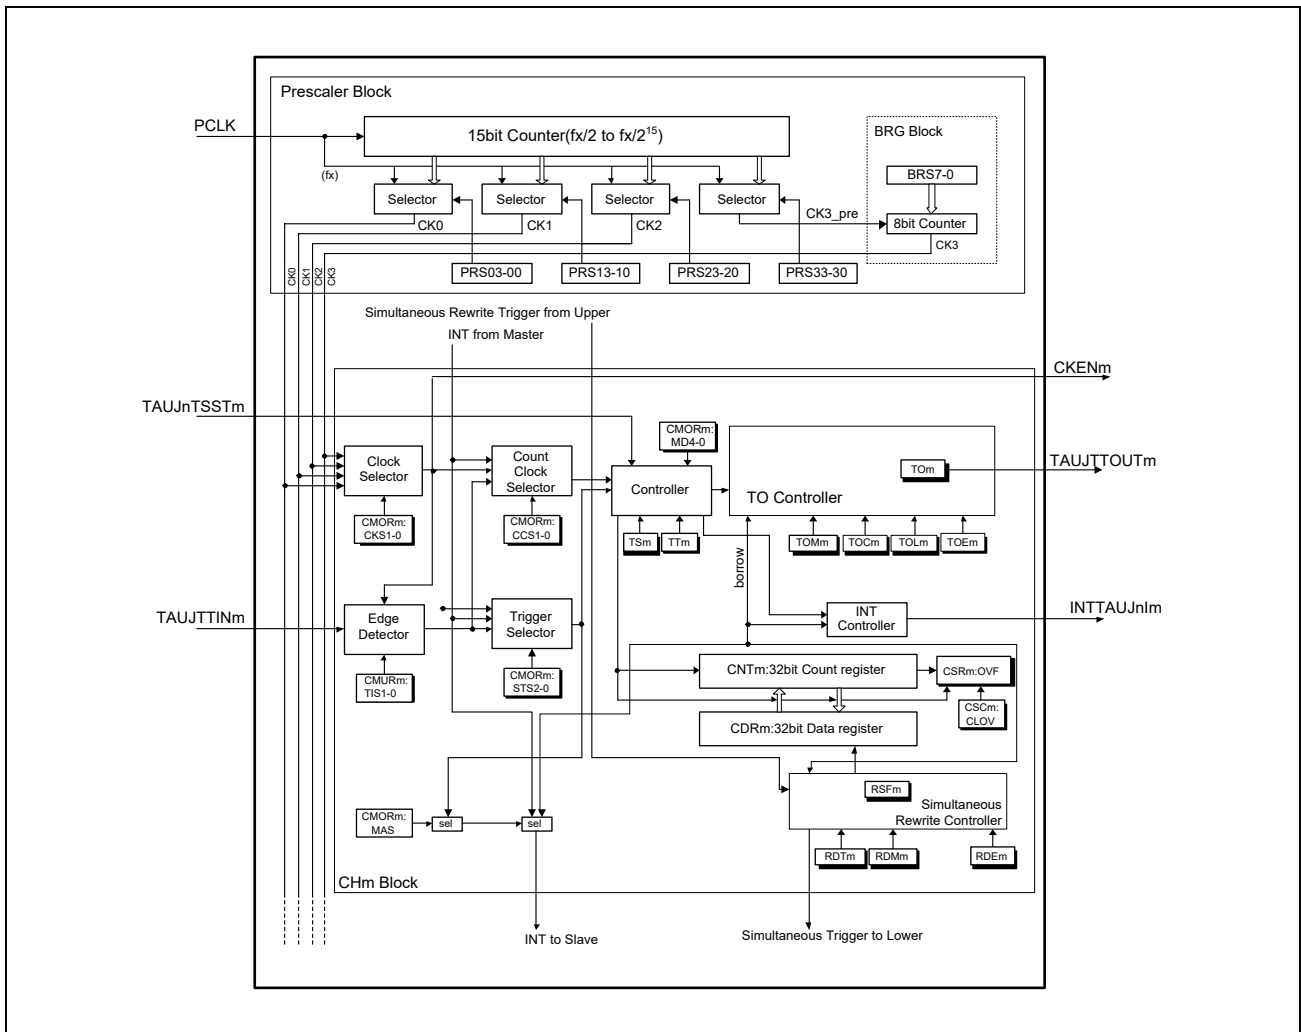 Prescaler Block
PCLK
15bit Counter(fx/2 to fx/2¹⁵)
BRG Block
(fx)
BRS7-0
Selector
Selector
Selector
Selector
CK3_pre
8bit Counter
CK0
CK1
CK2
CK3
CK0
CK1
CK2
CK3
PRS03-00
PRS13-10
PRS23-20
PRS33-30
Simultaneous Rewrite Trigger from Upper
INT from Master
CKENm
TAUJnTSSTm
CMORm:
MD4-0
Clock
Selector
Count
Clock
Selector
Controller
TOm
TAUJTTOUTm
TO Controller
CMORm:
CKS1-0
CMORm:
CCS1-0
TSm
TTm
TOMm
TOCm
TOLm
TOEm
borrow
TAUJTTINm
Edge
Detector
Trigger
Selector
INT
Controller
INTTAUJnIm
CMURm:
TIS1-0
CMORm:
STS2-0
CNTm:32bit Count register
CSRm:OVF
CSCm:
CLOV
CDRm:32bit Data register
RSFm
Simultaneous
Rewrite Controller
CMORm:
MAS
sel
sel
RDTm
RDMm
RDEm
CHm Block
INT to Slave
Simultaneous Trigger to Lower